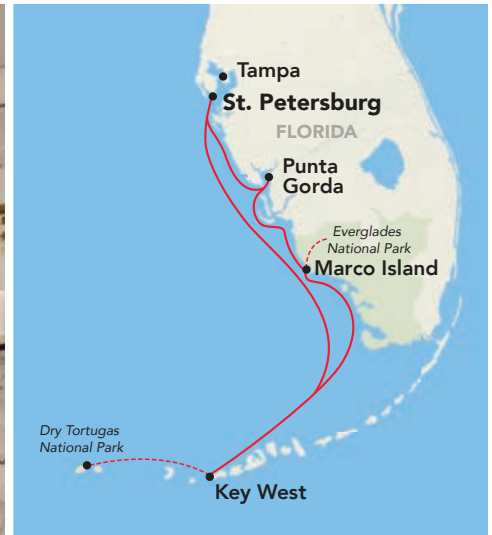 Tampa
St. Petersburg
FLORIDA
Punta
Gorda
Everglades
National Park
Marco Island
Dry Tortugas
National Park
Key West